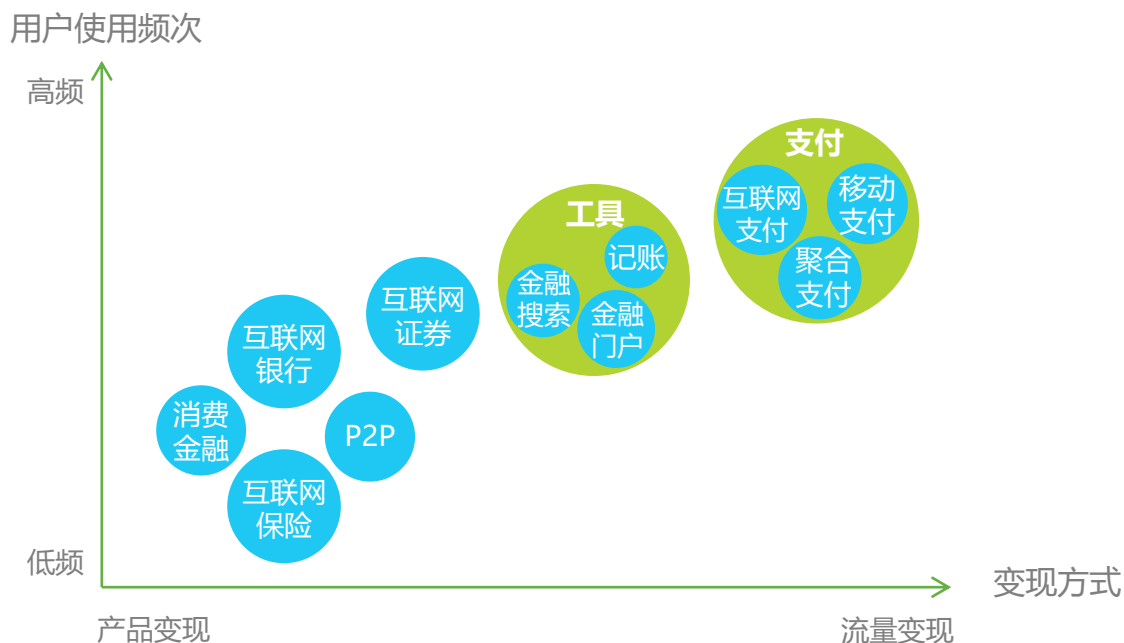 用户使用频次
高频
支付
互联网
支付
移动
支付
聚合
支付
工具
记账
金融
搜索
金融
门户
互联网
证券
互联网
银行
消费
金融
P2P
互联网
保险
低频
变现方式
产品变现
流量变现